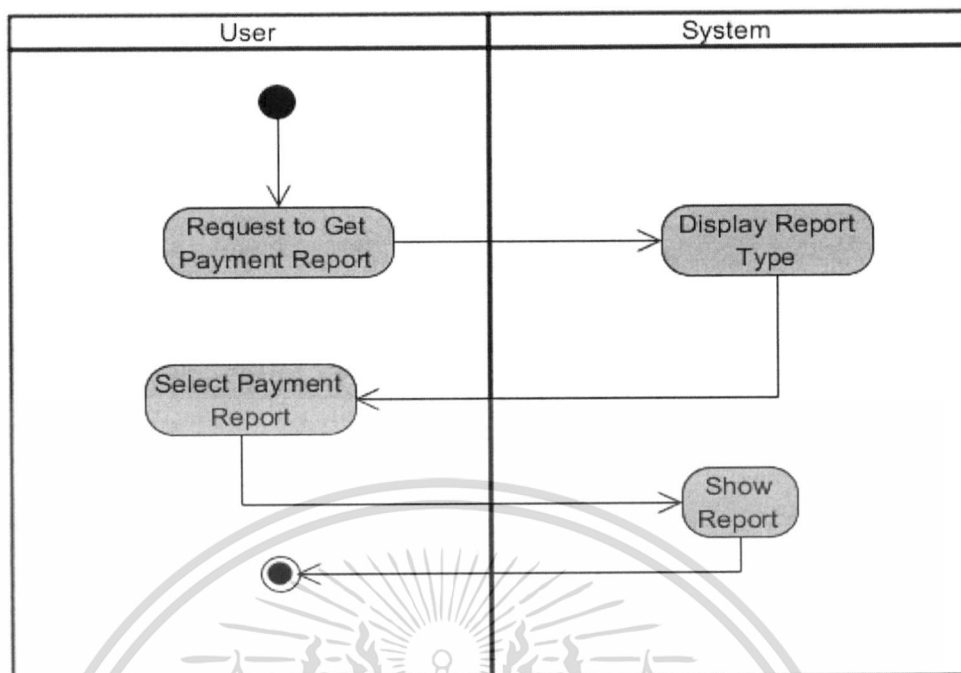 User
System
Request to Get
Payment Report
Display Report
Type
Select Payment
Report
Show
Report